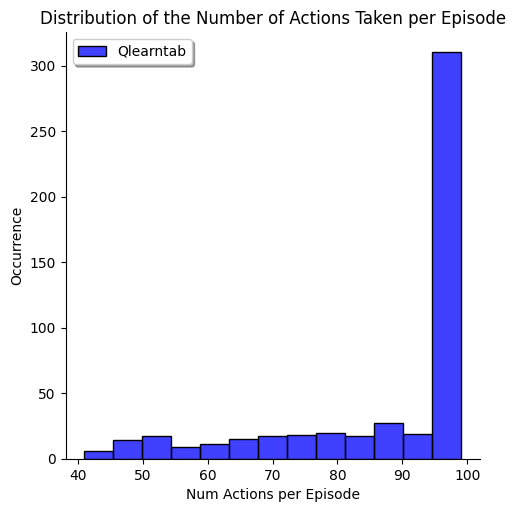 Distribution of the Number of Actions Taken per Episode
Qlearntab
300
250
200
150
100
50
0
Occurrence
40 50 60 70 80 90 100
Num Actions per Episode